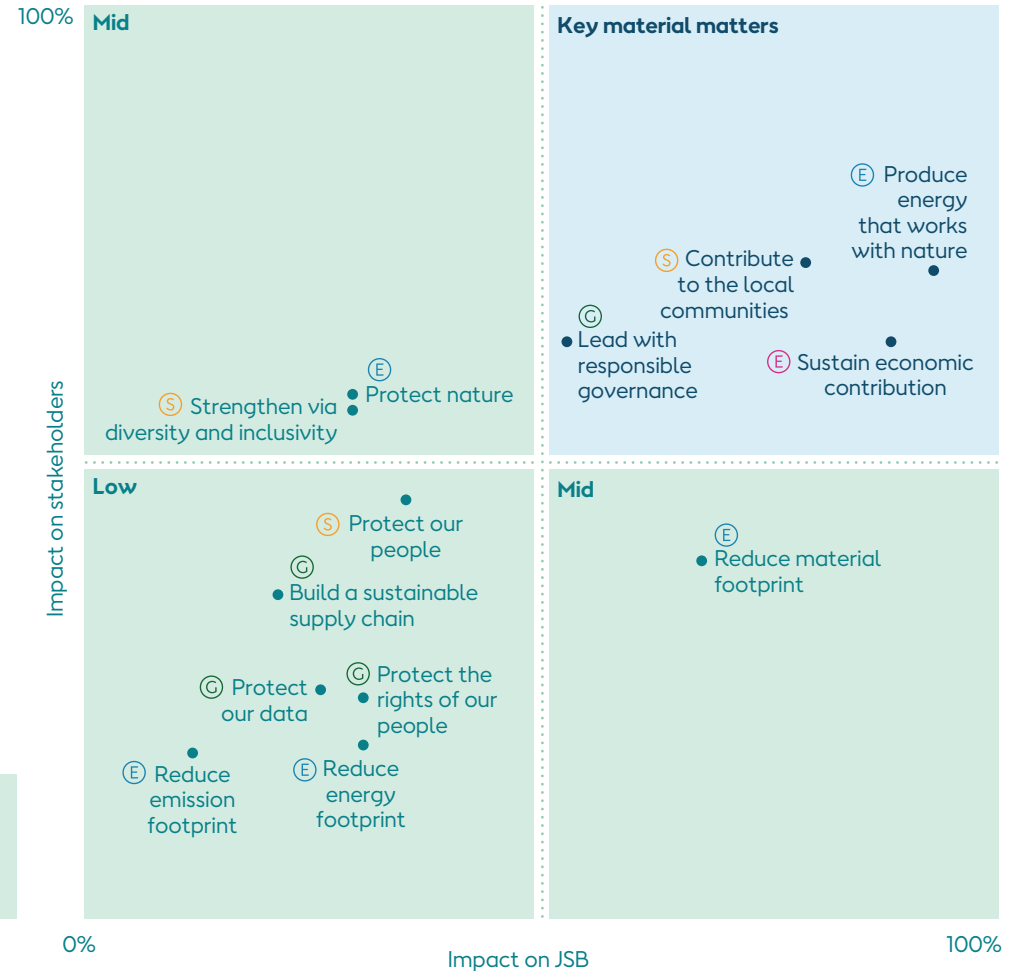 100%
Mid
Key material matters
E Produce
energy
that works
with nature
S Contribute
to the local
communities
G
Lead with
responsible
governance
E Sustain economic
contribution
E
Protect nature
S Strengthen via
diversity and inclusivity
Impact on stakeholders
Low
S Protect our
people
G
Build a sustainable
supply chain
G Protect
our data
G Protect the
rights of our
people
E Reduce
emission
footprint
E Reduce
energy
footprint
Mid
E
Reduce material
footprint
0%
Impact on JSB
100%